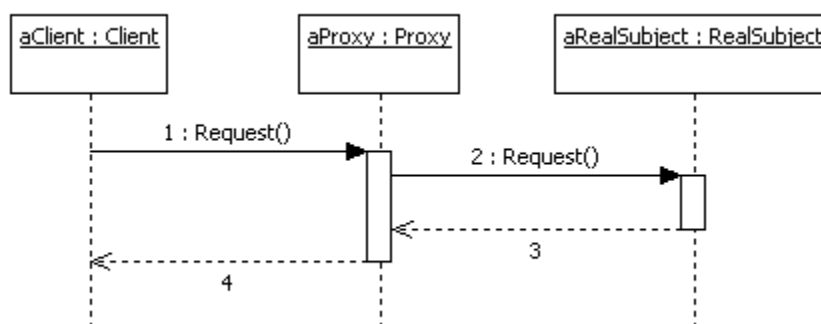 aClient : Client
aProxy : Proxy
aRealSubject : RealSubject
1 : Request()
2 : Request()
3
4